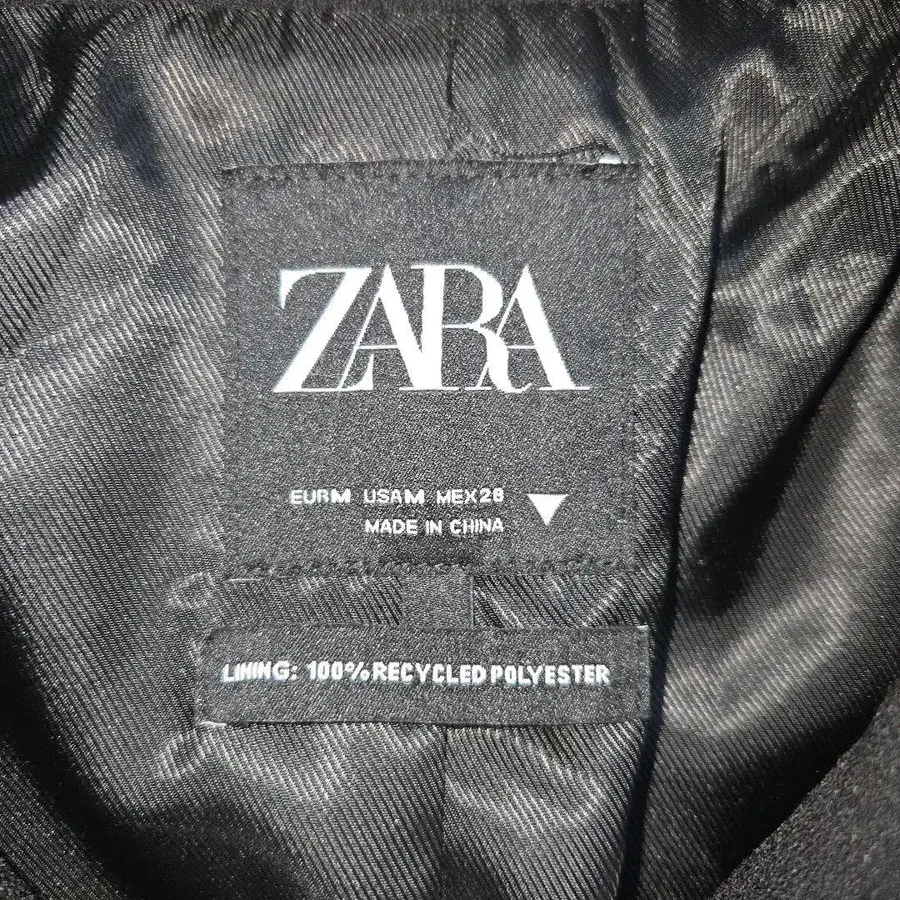 ZARA
EUR M USA M MEX 28
MADE IN CHINA
LINING: 100% RECYCLED POLYESTER